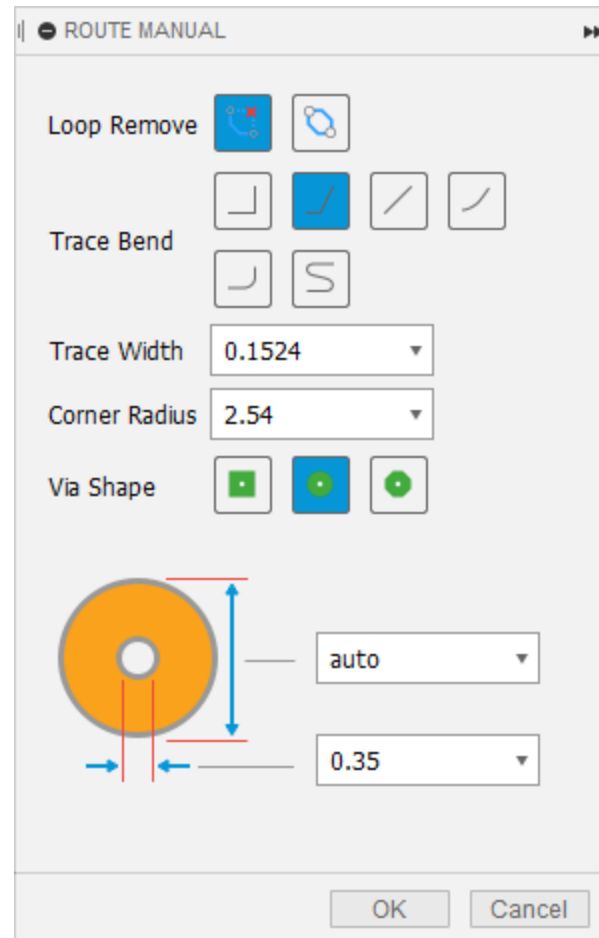 ROUTE MANUAL
Loop Remove
Trace Bend
Trace Width 0.1524
Corner Radius 2.54
Via Shape
auto
0.35
OK Cancel